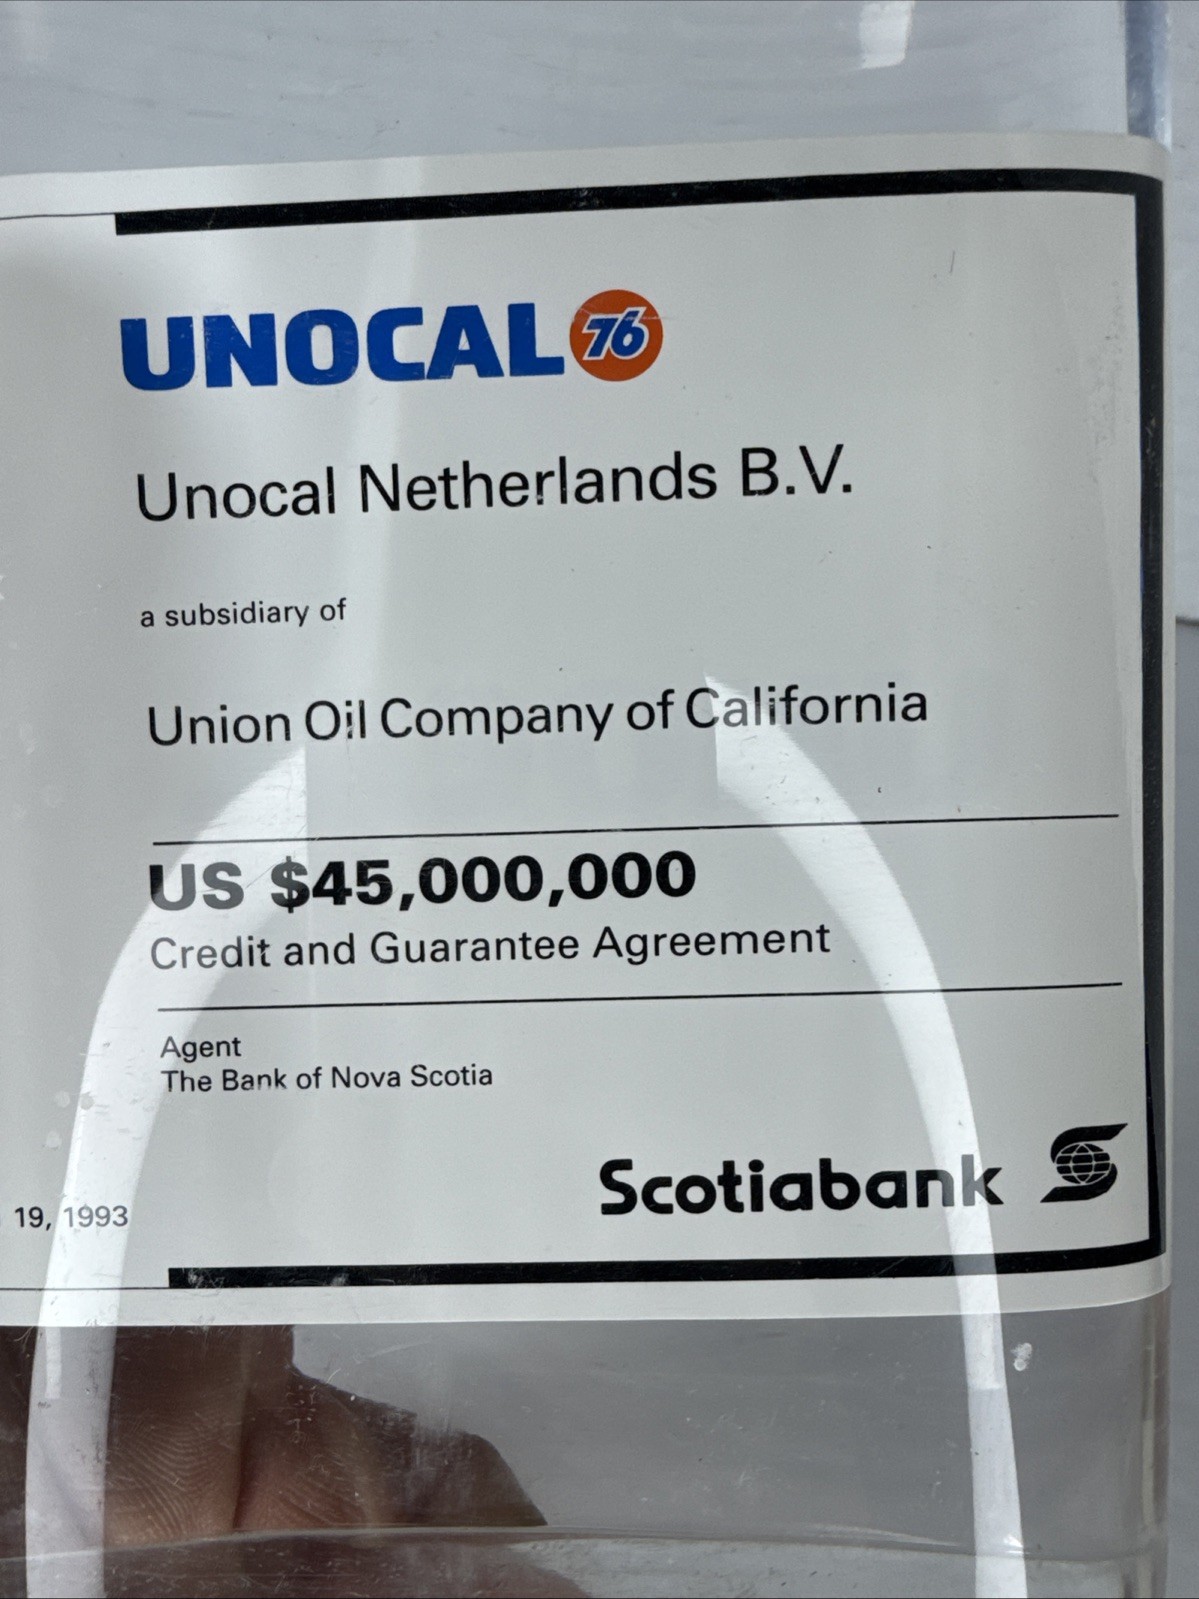 UNOCAL 76
Unocal Netherlands B.V.
a subsidiary of
Union Oil Company of California
US $45,000,000
Credit and Guarantee Agreement
Agent
The Bank of Nova Scotia
Scotiabank
19, 1993